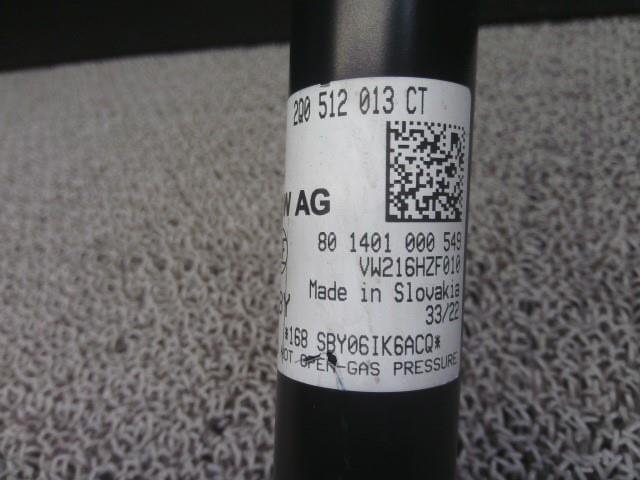 2Q0 512 013 CT
W AG
80 1401 000 549
VW216HZF010
Made in Slovakia
BY 33/22
*168 SBY06IK6ACQ*
NOT OPEN-GAS PRESSURE